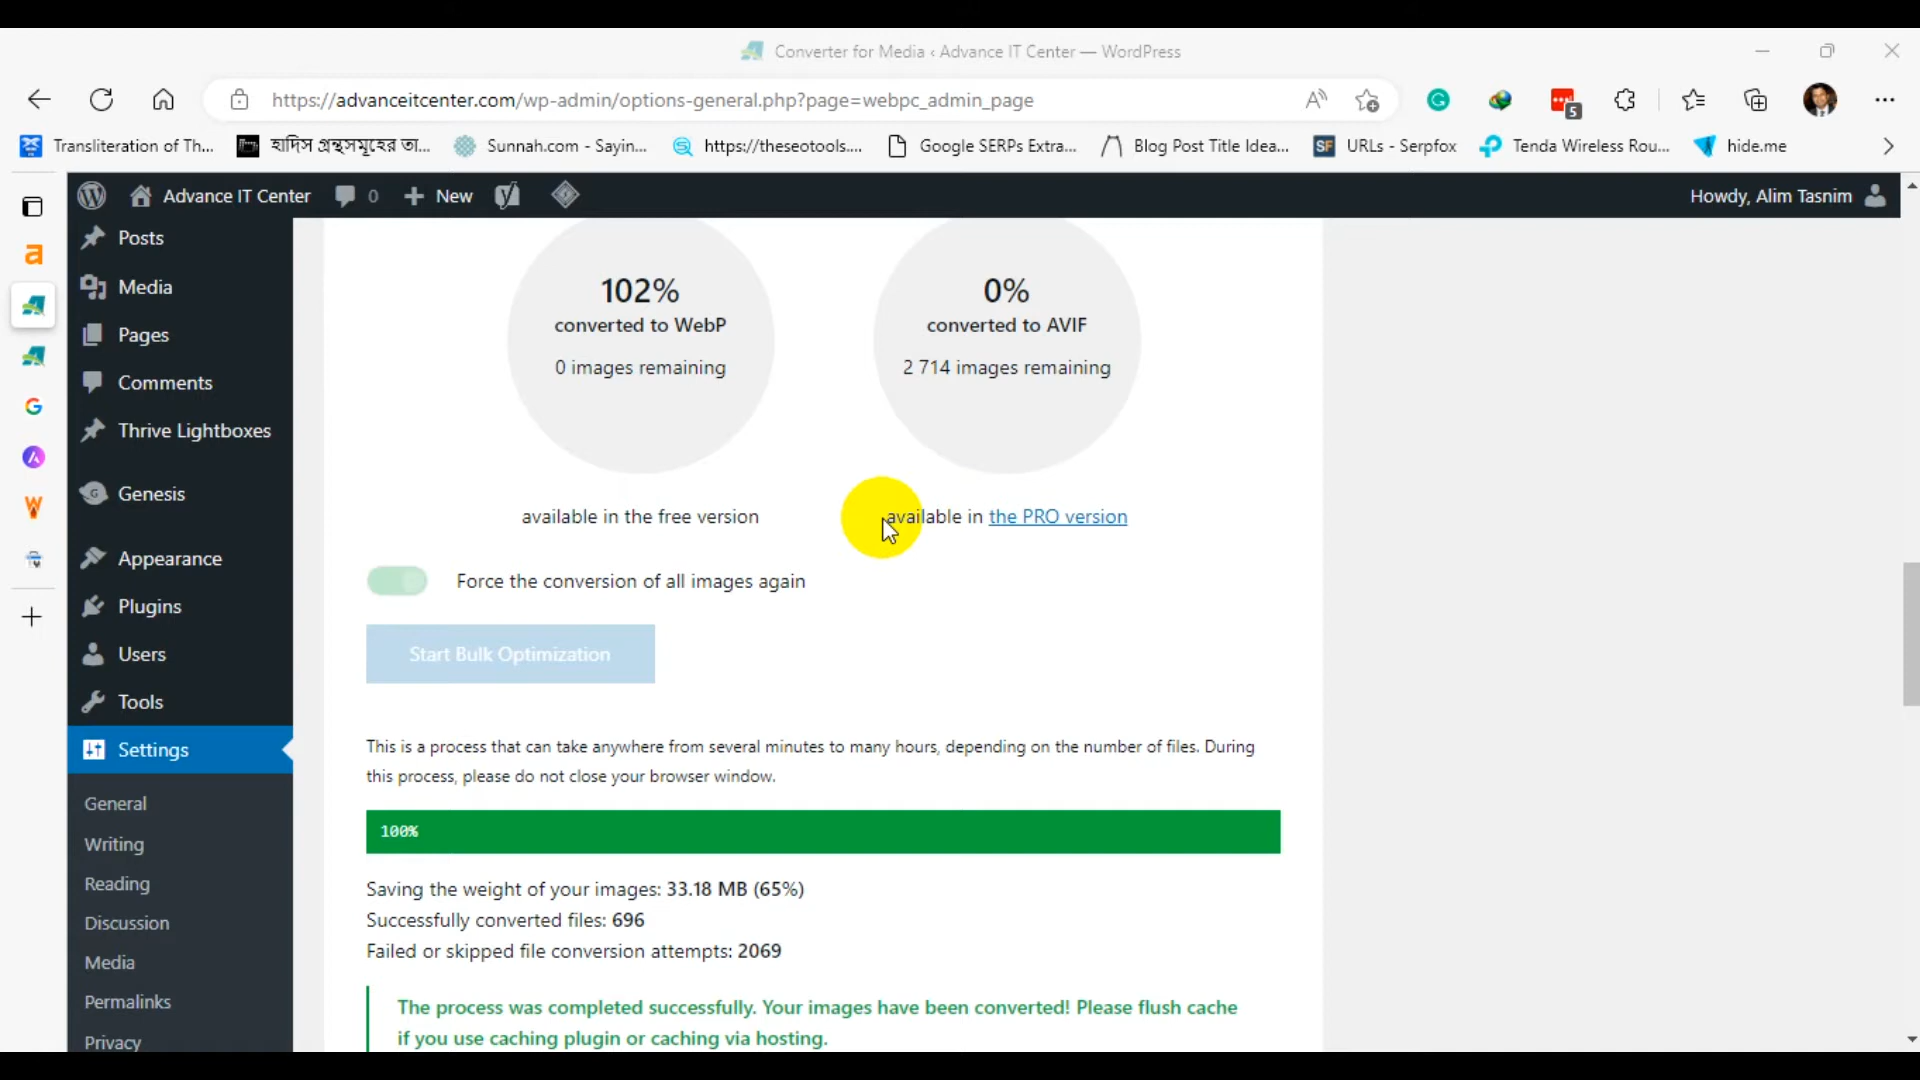 Converter for Media ‹ Advance IT Center — WordPress
https://advanceitcenter.com/wp-admin/options-general.php?page=webpc_admin_page
5
Transliteration of Th... হাদিস গ্রন্থসমূহের তা... Sunnah.com - Sayin... https://theseotools.... Google SERPs Extra... Blog Post Title Idea... SF URLs - Serpfox Tenda Wireless Rou... hide.me
Advance IT Center 0 New Howdy, Alim Tasnim
Posts
Media
Pages
Comments
Thrive Lightboxes
Genesis
Appearance
Plugins
Users
Tools
Settings
General
Writing
Reading
Discussion
Media
Permalinks
Privacy
102%
converted to WebP
0 images remaining
0%
converted to AVIF
2 714 images remaining
available in the free version
available in the PRO version
Force the conversion of all images again
Start Bulk Optimization
This is a process that can take anywhere from several minutes to many hours, depending on the number of files. During
this process, please do not close your browser window.
100%
Saving the weight of your images: 33.18 MB (65%)
Successfully converted files: 696
Failed or skipped file conversion attempts: 2069
The process was completed successfully. Your images have been converted! Please flush cache
if you use caching plugin or caching via hosting.